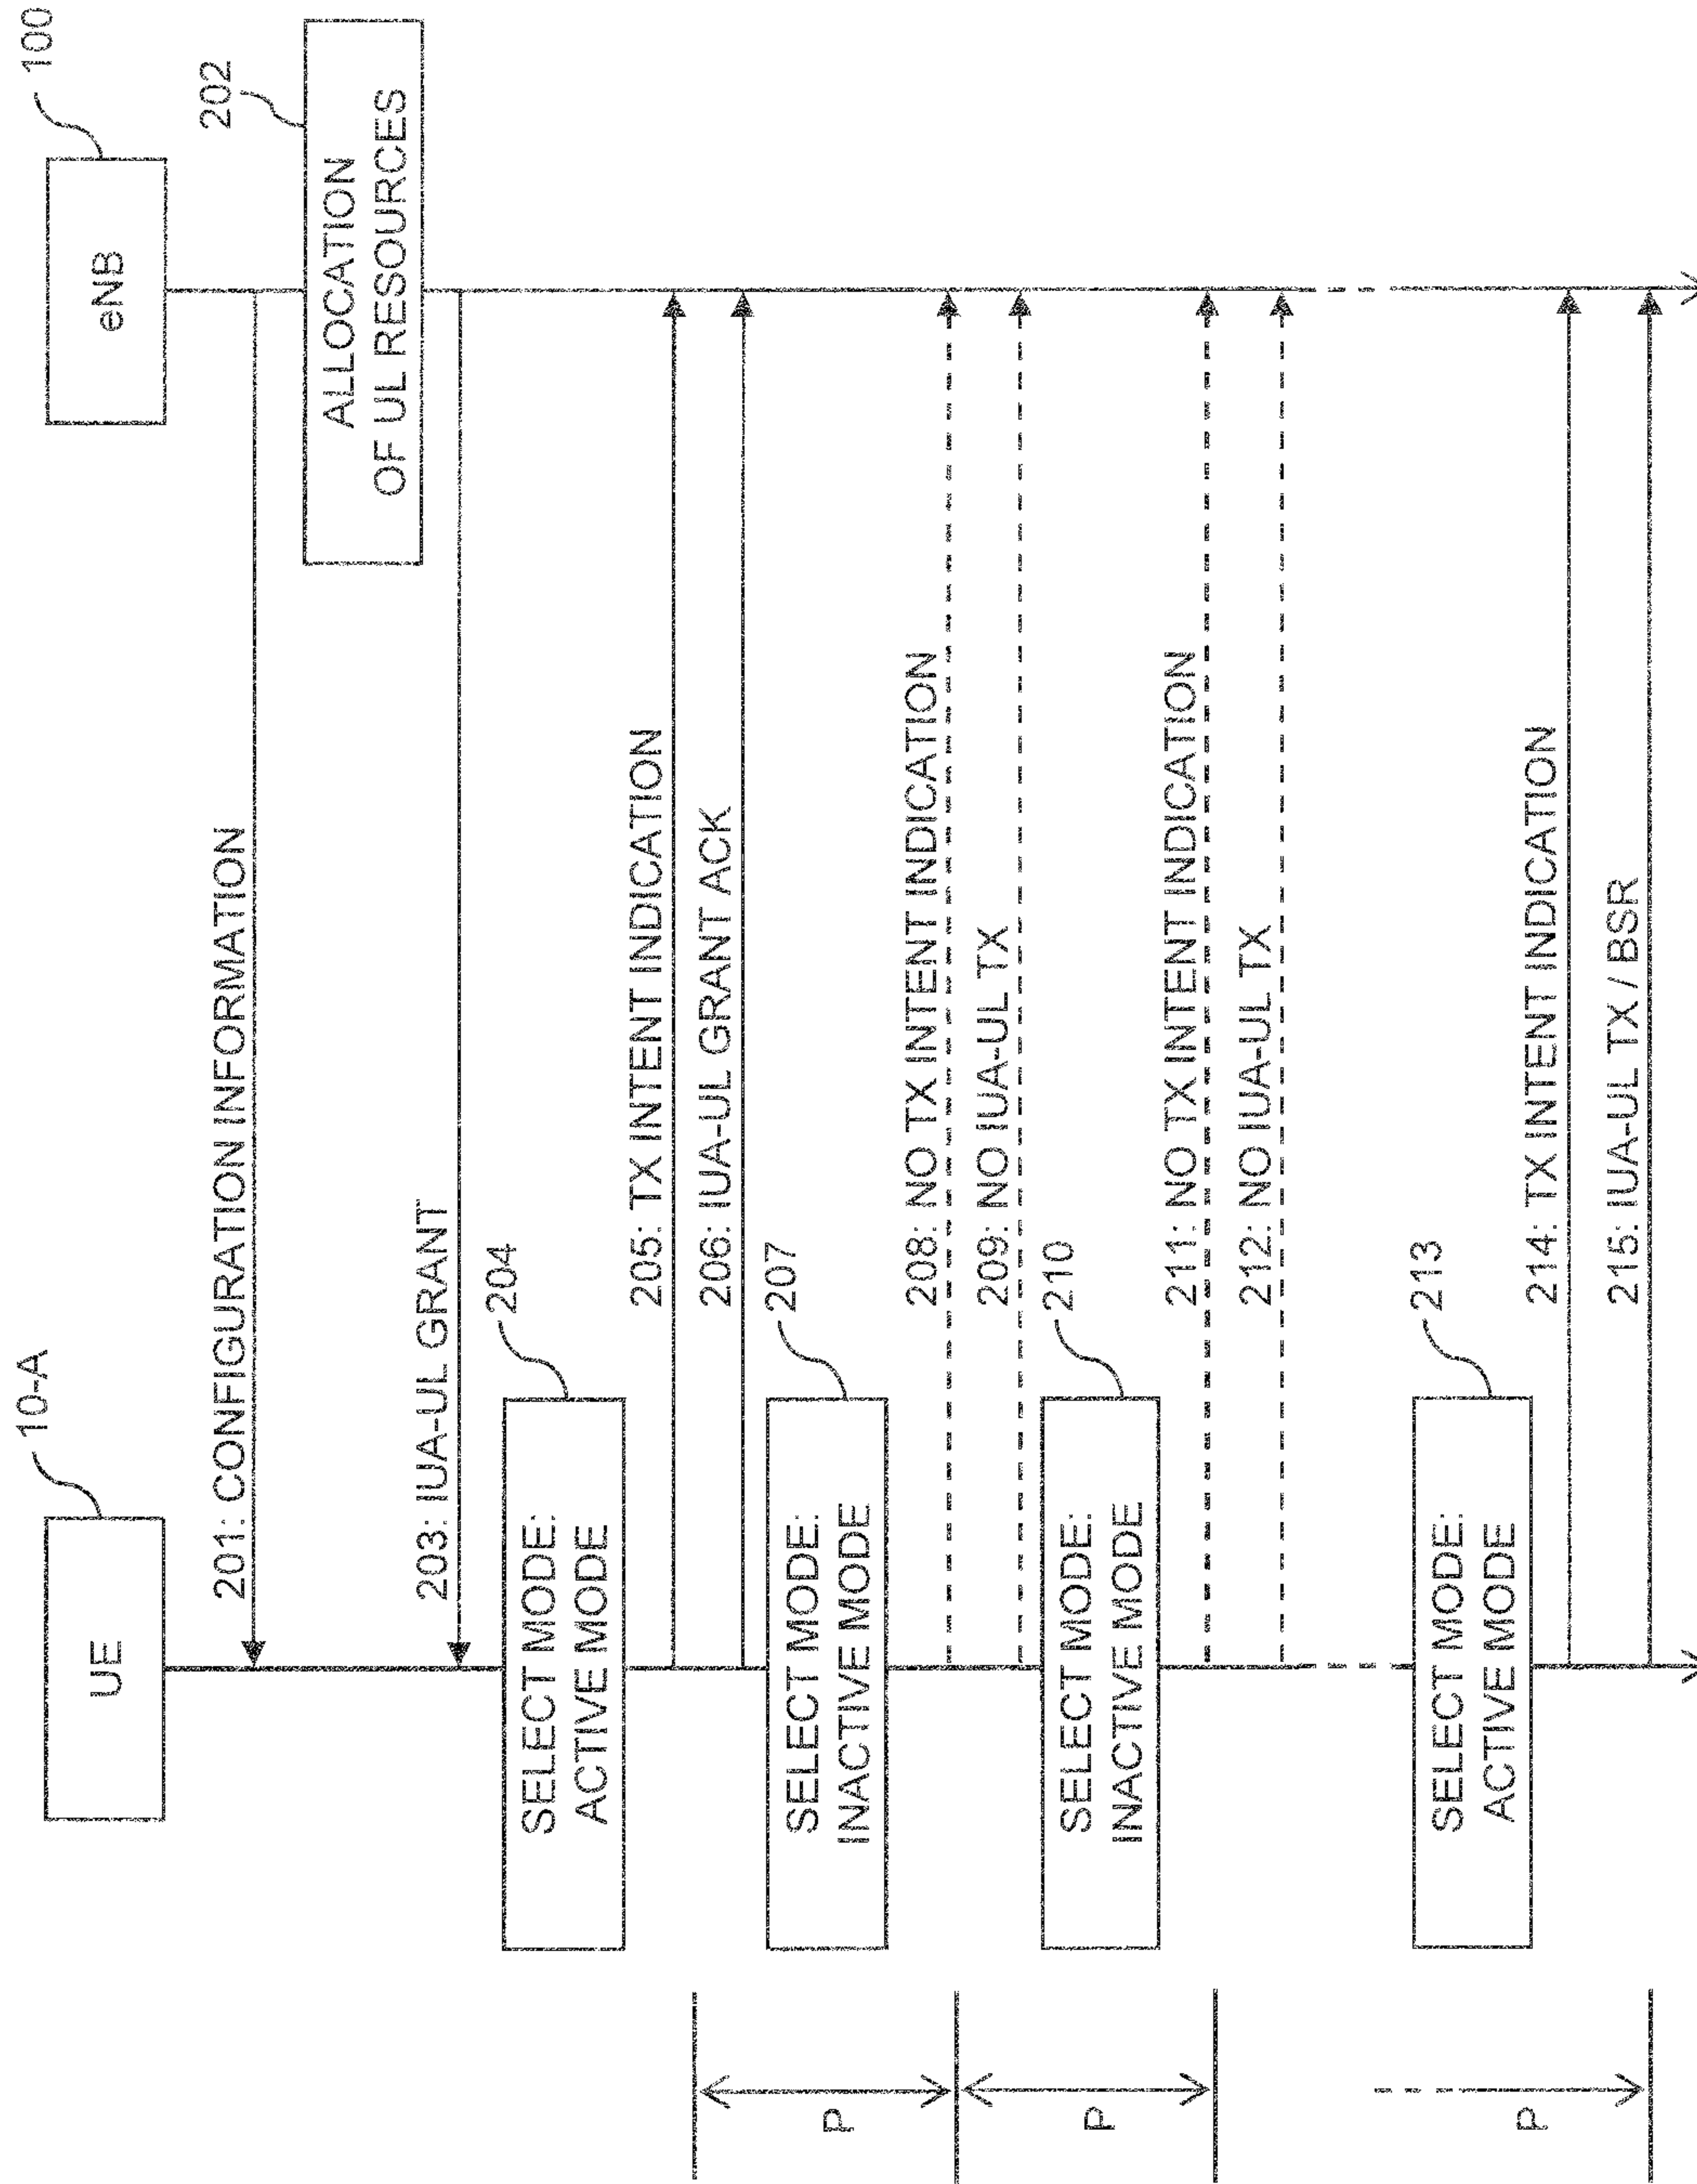 UE
10-A
eNB
100
201: CONFIGURATION INFORMATION
202
ALLOCATION
OF UL RESOURCES
203: IUA-UL GRANT
204
SELECT MODE:
ACTIVE MODE
205: TX INTENT INDICATION
206: IUA-UL GRANT ACK
207
SELECT MODE:
INACTIVE MODE
P
208: NO TX INTENT INDICATION
209: NO IUA-UL TX
210
SELECT MODE:
INACTIVE MODE
P
211: NO TX INTENT INDICATION
212: NO IUA-UL TX
213
SELECT MODE:
ACTIVE MODE
P
214: TX INTENT INDICATION
215: IUA-UL TX / BSR